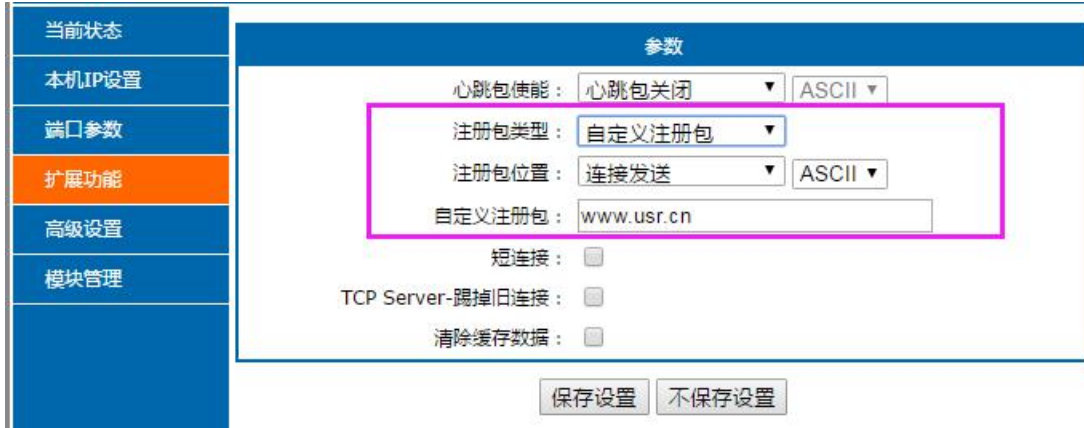 当前状态
本机IP设置
端口参数
扩展功能
高级设置
模块管理
参数
心跳包使能： 心跳包关闭 ASCII
注册包类型： 自定义注册包
注册包位置： 连接发送 ASCII
自定义注册包： www.usr.cn
短连接：
TCP Server-踢掉旧连接：
清除缓存数据：
保存设置 不保存设置